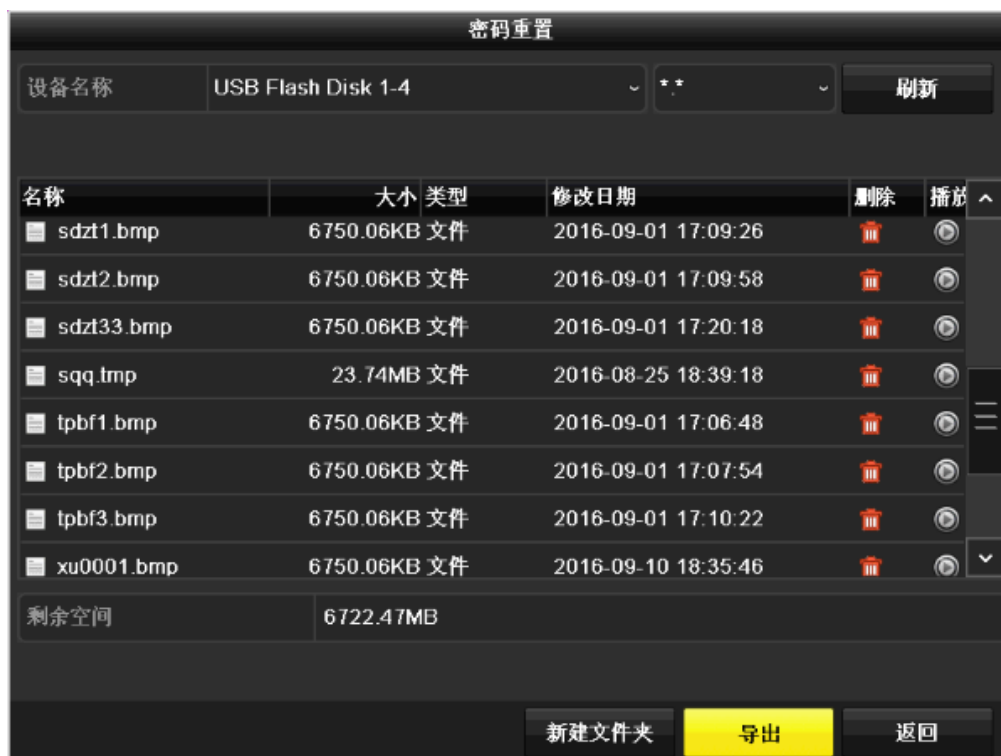 密码重置
设备名称 USB Flash Disk 1-4 *.* 刷新
名称 大小 类型 修改日期 删除 播放
sdzt1.bmp 6750.06KB 文件 2016-09-01 17:09:26
sdzt2.bmp 6750.06KB 文件 2016-09-01 17:09:58
sdzt33.bmp 6750.06KB 文件 2016-09-01 17:20:18
sqq.tmp 23.74MB 文件 2016-08-25 18:39:18
tpbf1.bmp 6750.06KB 文件 2016-09-01 17:06:48
tpbf2.bmp 6750.06KB 文件 2016-09-01 17:07:54
tpbf3.bmp 6750.06KB 文件 2016-09-01 17:10:22
xu0001.bmp 6750.06KB 文件 2016-09-10 18:35:46
剩余空间 6722.47MB
新建文件夹 导出 返回